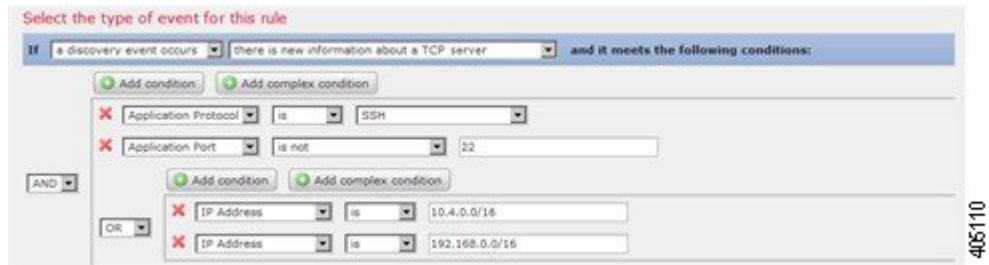 Select the type of event for this rule
If a discovery event occurs there is new information about a TCP server and it meets the following conditions:
Add condition Add complex condition
Application Protocol is SSH
Application Port is not 22
AND
Add condition Add complex condition
OR
IP Address is 10.4.0.0/16
IP Address is 192.168.0.0/16
405110